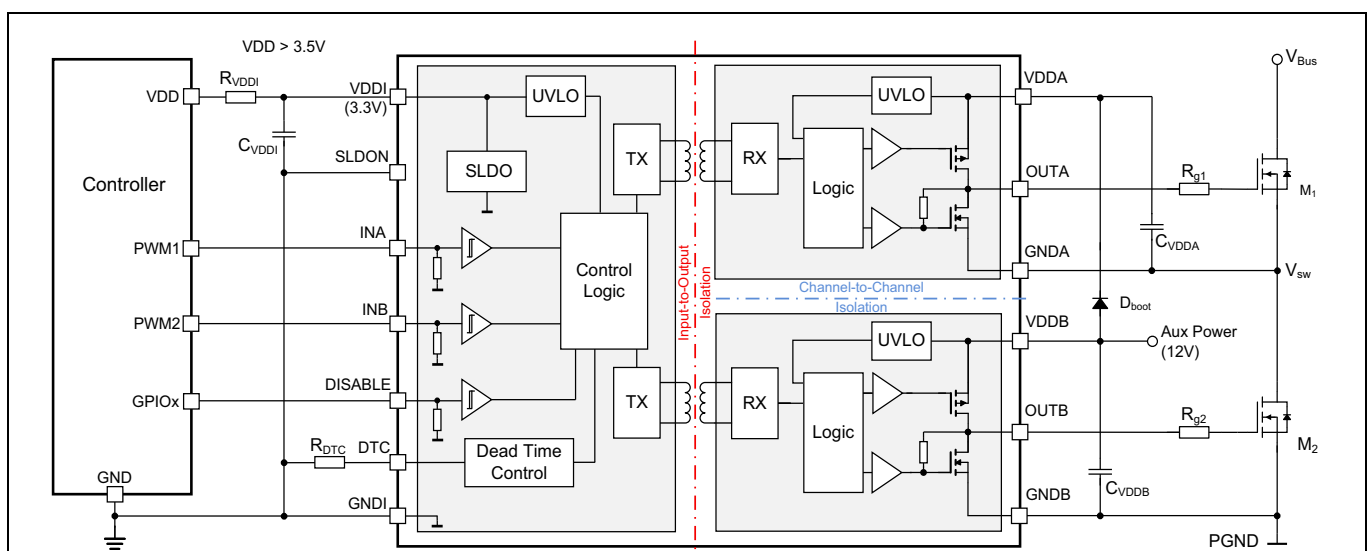 VDD > 3.5V
Controller
VDD
PWM1
PWM2
GPIOx
GND
RVDDI
CVDDI
RDTC
VDDI
(3.3V)
SLDON
INA
INB
DISABLE
DTC
GNDI
UVLO
SLDO
TX
Control
Logic
TX
Dead Time
Control
Input-to-Output
Isolation
Channel-to-Channel
Isolation
UVLO
RX
Logic
UVLO
RX
Logic
VDDA
OUTA
GNDA
VDDB
OUTB
GNDB
VBus
Rg1
M1
CVDDA
Vsw
Dboot
Aux Power
(12V)
Rg2
M2
CVDDB
PGND